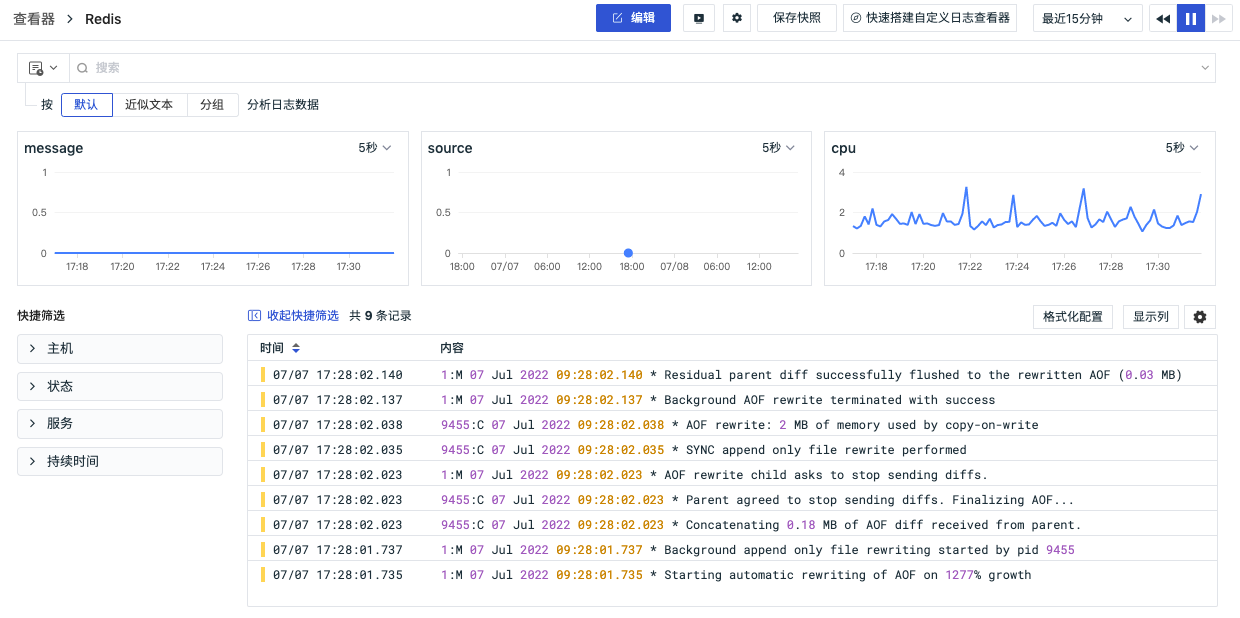 查看器 > Redis
编辑
保存快照
快速搭建自定义日志查看器
最近15分钟
搜索
按 默认 近似文本 分组 分析日志数据
message 5秒
1
0.5
0
17:18 17:20 17:22 17:24 17:26 17:28 17:30
source 5秒
1
0.5
0
18:00 07/07 06:00 12:00 18:00 07/08 06:00 12:00
cpu 5秒
4
2
0
17:18 17:20 17:22 17:24 17:26 17:28 17:30
快捷筛选
主机
状态
服务
持续时间
收起快捷筛选 共 9 条记录
格式化配置 显示列
时间 内容
07/07 17:28:02.140 1:M 07 Jul 2022 09:28:02.140 * Residual parent diff successfully flushed to the rewritten AOF (0.03 MB)
07/07 17:28:02.137 1:M 07 Jul 2022 09:28:02.137 * Background AOF rewrite terminated with success
07/07 17:28:02.038 9455:C 07 Jul 2022 09:28:02.038 * AOF rewrite: 2 MB of memory used by copy-on-write
07/07 17:28:02.035 9455:C 07 Jul 2022 09:28:02.035 * SYNC append only file rewrite performed
07/07 17:28:02.023 1:M 07 Jul 2022 09:28:02.023 * AOF rewrite child asks to stop sending diffs.
07/07 17:28:02.023 9455:C 07 Jul 2022 09:28:02.023 * Parent agreed to stop sending diffs. Finalizing AOF...
07/07 17:28:02.023 9455:C 07 Jul 2022 09:28:02.023 * Concatenating 0.18 MB of AOF diff received from parent.
07/07 17:28:01.737 1:M 07 Jul 2022 09:28:01.737 * Background append only file rewriting started by pid 9455
07/07 17:28:01.735 1:M 07 Jul 2022 09:28:01.735 * Starting automatic rewriting of AOF on 1277% growth